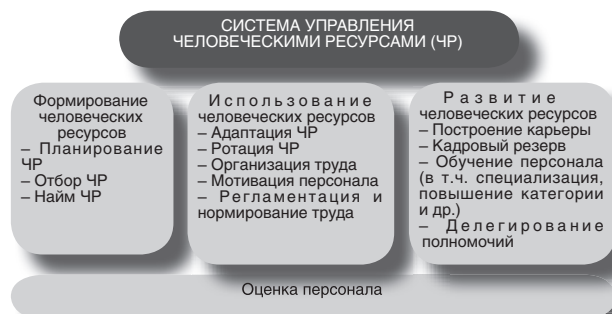 СИСТЕМА УПРАВЛЕНИЯ
ЧЕЛОВЕЧЕСКИМИ РЕСУРСАМИ (ЧР)
Формирование
человеческих
ресурсов
– Планирование
ЧР
– Отбор ЧР
– Найм ЧР
Использование
человеческих ресурсов
– Адаптация ЧР
– Ротация ЧР
– Организация труда
– Мотивация персонала
– Регламентация и
нормирование труда
Развитие
человеческих ресурсов
– Построение карьеры
– Кадровый резерв
– Обучение персонала
(в т.ч. специализация,
повышение категории
и др.)
– Делегирование
полномочий
Оценка персонала